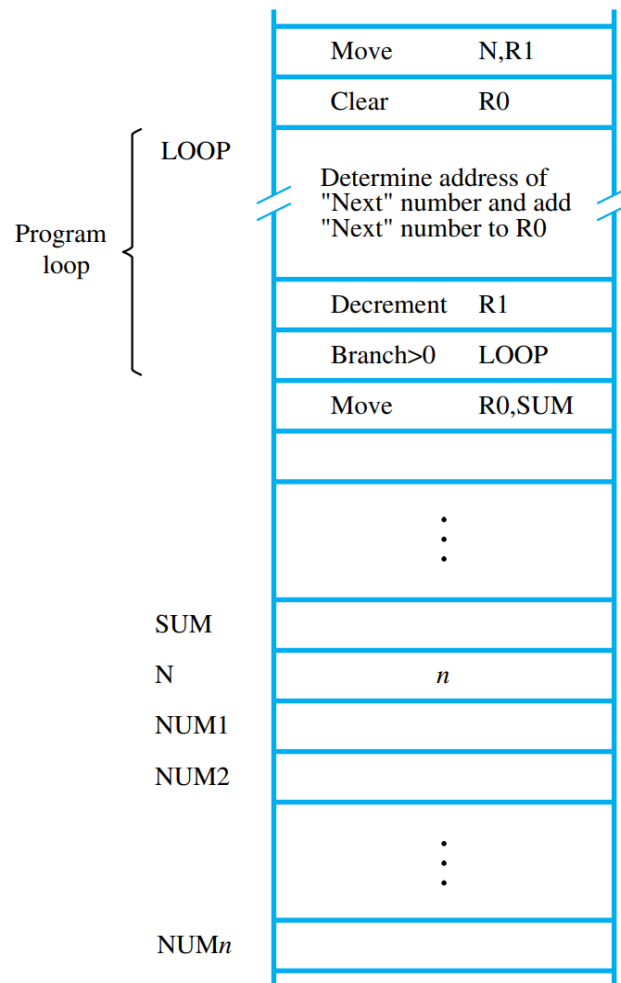 Move N,R1
Clear R0
LOOP
Determine address of
"Next" number and add
"Next" number to R0
Program
loop
Decrement R1
Branch>0 LOOP
Move R0,SUM
SUM
N n
NUM1
NUM2
NUMn